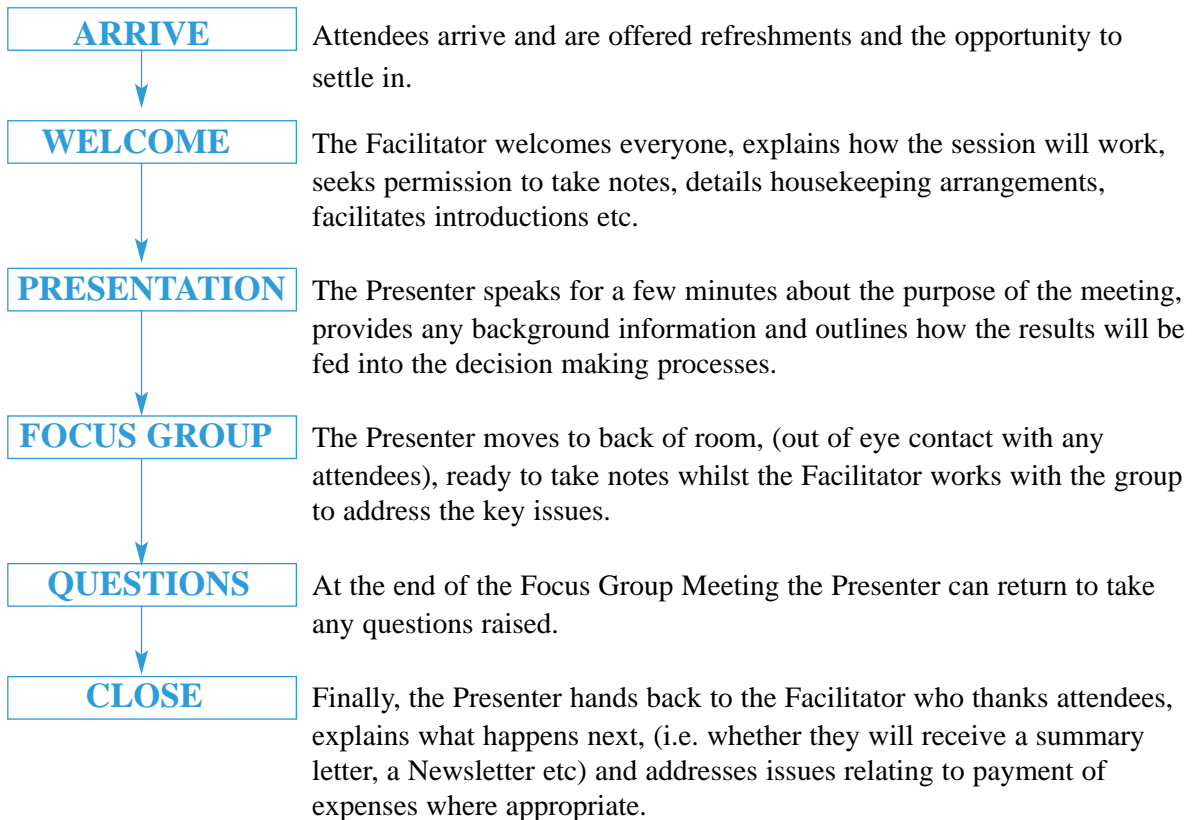 ARRIVE
Attendees arrive and are offered refreshments and the opportunity to
settle in.
WELCOME
The Facilitator welcomes everyone, explains how the session will work,
seeks permission to take notes, details housekeeping arrangements,
facilitates introductions etc.
PRESENTATION
The Presenter speaks for a few minutes about the purpose of the meeting,
provides any background information and outlines how the results will be
fed into the decision making processes.
FOCUS GROUP
The Presenter moves to back of room, (out of eye contact with any
attendees), ready to take notes whilst the Facilitator works with the group
to address the key issues.
QUESTIONS
At the end of the Focus Group Meeting the Presenter can return to take
any questions raised.
CLOSE
Finally, the Presenter hands back to the Facilitator who thanks attendees,
explains what happens next, (i.e. whether they will receive a summary
letter, a Newsletter etc) and addresses issues relating to payment of
expenses where appropriate.